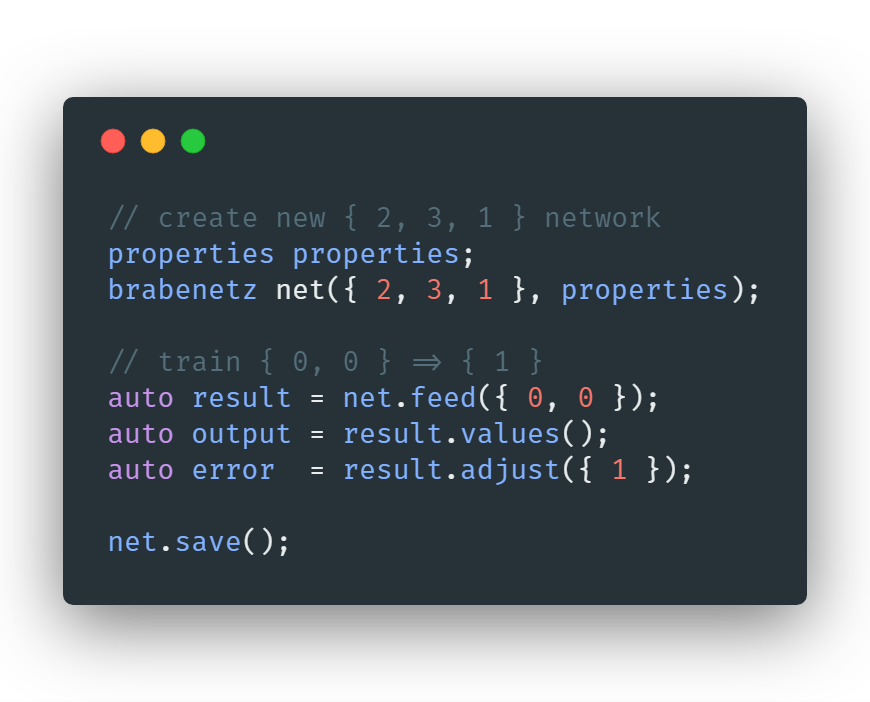 // create new { 2, 3, 1 } network
properties properties;
brabenetz net({ 2, 3, 1 }, properties);
// train { 0, 0 } => { 1 }
auto result = net.feed({ 0, 0 });
auto output = result.values();
auto error  = result.adjust({ 1 });
net.save();